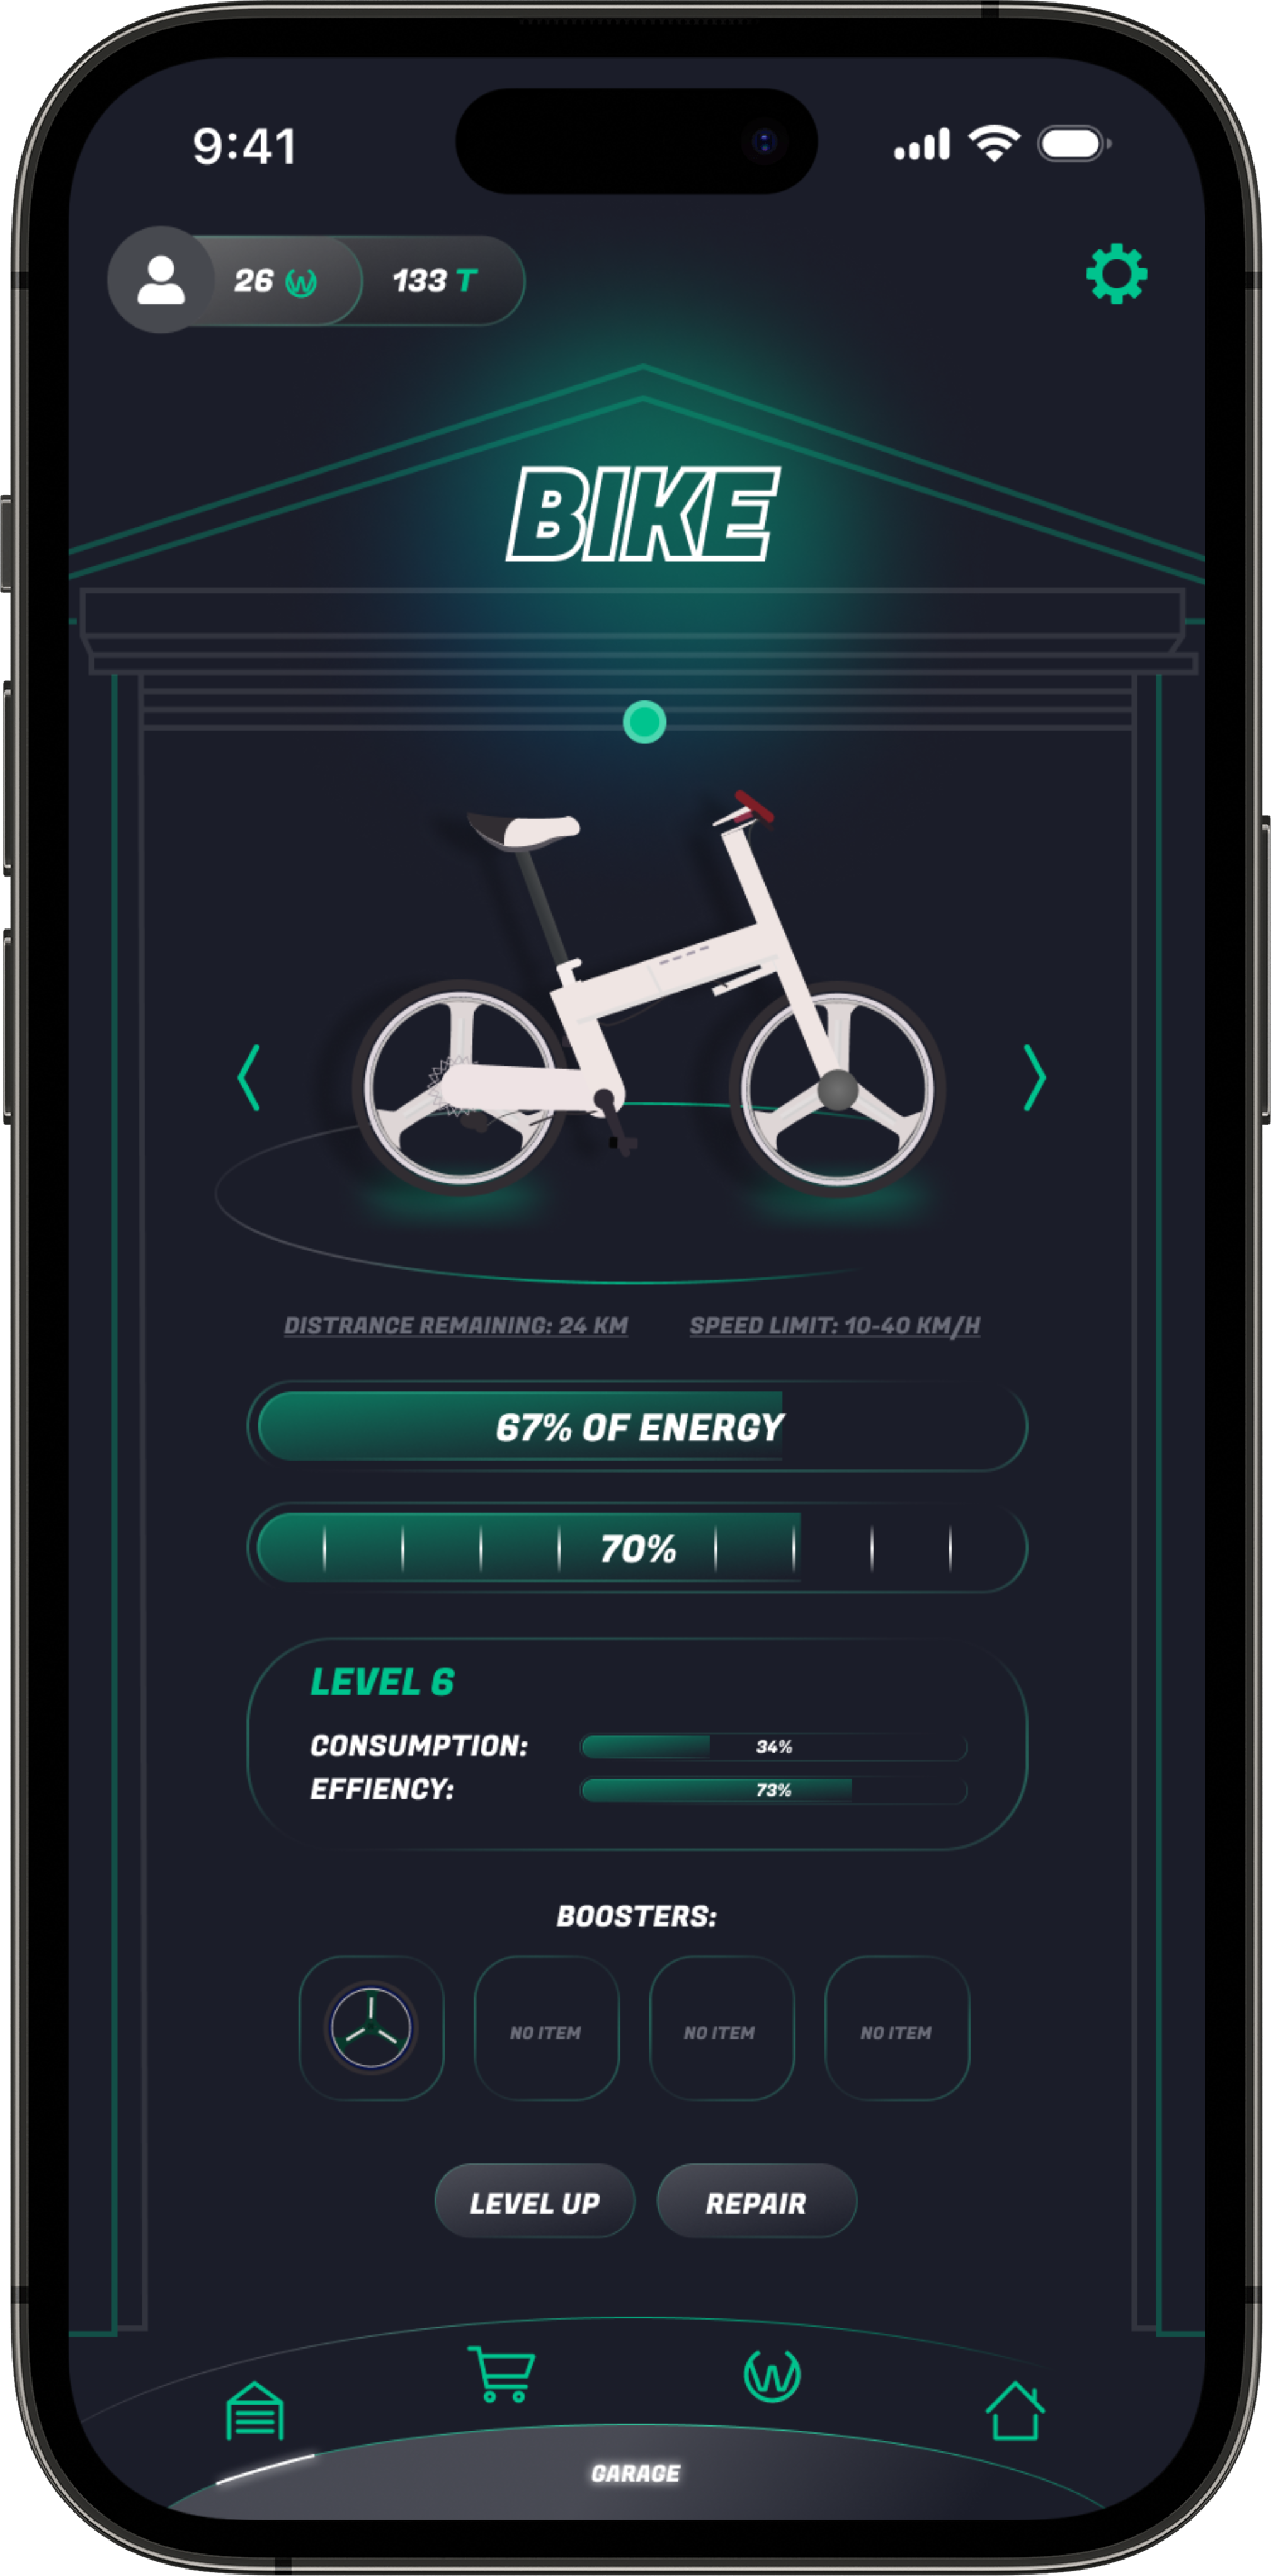 9:41
26 133 T
BIKE
DISTRANCE REMAINING: 24 KM SPEED LIMIT: 10-40 KM/H
67% OF ENERGY
70%
LEVEL 6
CONSUMPTION: 34%
EFFIENCY: 73%
BOOSTERS:
NO ITEM NO ITEM NO ITEM
LEVEL UP REPAIR
GARAGE